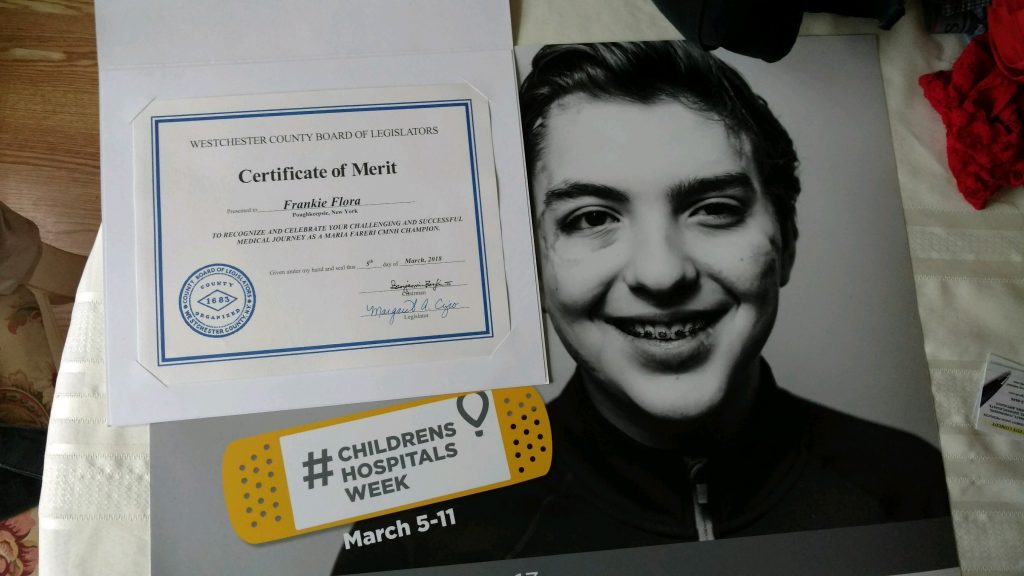 WESTCHESTER COUNTY BOARD OF LEGISLATORS
Certificate of Merit
Presented to Frankie Flora
Poughkeepsie, New York
TO RECOGNIZE AND CELEBRATE YOUR CHALLENGING AND SUCCESSFUL
MEDICAL JOURNEY AS A MARIA FARERI CMNH CHAMPION.
Given under my hand and seal this 5th day of March, 2018
Chairman
Margaret A. Cuzo
Legislator
COUNTY BOARD OF LEGISLATORS
COUNTY
1683
ORGANIZED
WESTCHESTER COUNTY, N.Y.
# CHILDRENS
HOSPITALS
WEEK
March 5-11
17